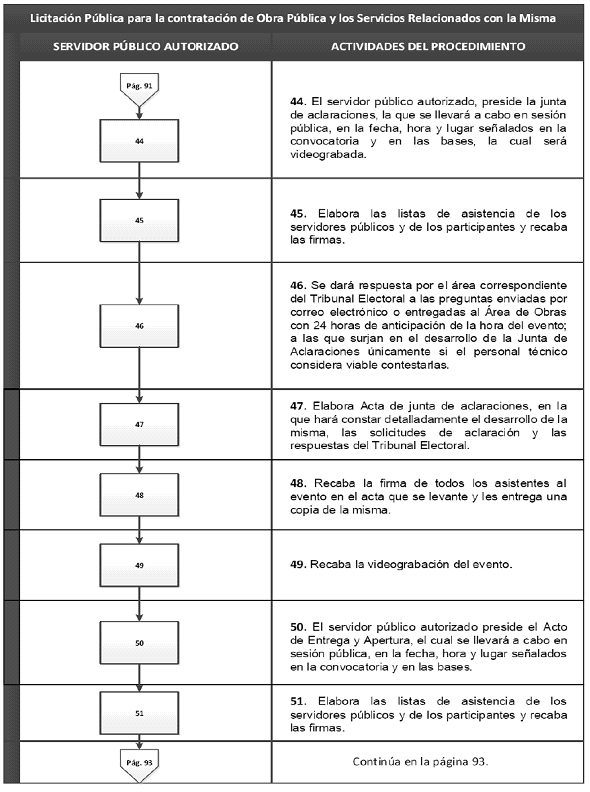 Licitación Pública para la contratación de Obra Pública y los Servicios Relacionados con la Misma
SERVIDOR PÚBLICO AUTORIZADO
ACTIVIDADES DEL PROCEDIMIENTO
Pág. 91
44
44. El servidor público autorizado, preside la junta
de aclaraciones, la que se llevará a cabo en sesión
pública, en la fecha, hora y lugar señalados en la
convocatoria y en las bases, la cual será
videograbada.
45
45. Elabora las listas de asistencia de los
servidores públicos y de los participantes y recaba
las firmas.
46
46. Se dará respuesta por el área correspondiente
del Tribunal Electoral a las preguntas enviadas por
correo electrónico o entregadas al Área de Obras
con 24 horas de anticipación de la hora del evento;
a las que surjan en el desarrollo de la Junta de
Aclaraciones únicamente si el personal técnico
considera viable contestarlas.
47
47. Elabora Acta de junta de aclaraciones, en la
que hará constar detalladamente el desarrollo de la
misma, las solicitudes de aclaración y las
respuestas del Tribunal Electoral.
48
48. Recaba la firma de todos los asistentes al
evento en el acta que se levante y les entrega una
copia de la misma.
49
49. Recaba la videograbación del evento.
50
50. El servidor público autorizado preside el Acto
de Entrega y Apertura, el cual se llevará a cabo en
sesión pública, en la fecha, hora y lugar señalados
en la convocatoria y en las bases.
51
51. Elabora las listas de asistencia de los
servidores públicos y de los participantes y recaba
las firmas.
Pág. 93
Continúa en la página 93.